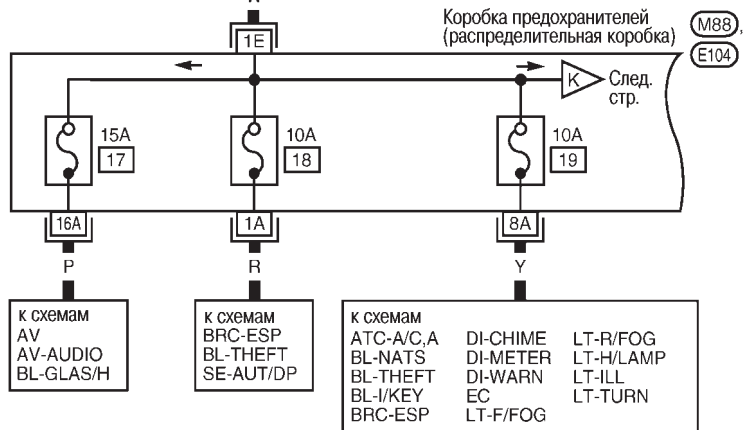 Коробка предохранителей
(распределительная коробка)
M88,
E104
1E
K
След.
стр.
15A
17
10A
18
10A
19
16A
1A
8A
P
R
Y
к схемам
AV
AV-AUDIO
BL-GLAS/H
к схемам
BRC-ESP
BL-THEFT
SE-AUT/DP
к схемам
ATC-A/C,A DI-CHIME LT-R/FOG
BL-NATS DI-METER LT-H/LAMP
BL-THEFT DI-WARN LT-ILL
BL-I/KEY EC LT-TURN
BRC-ESP LT-F/FOG